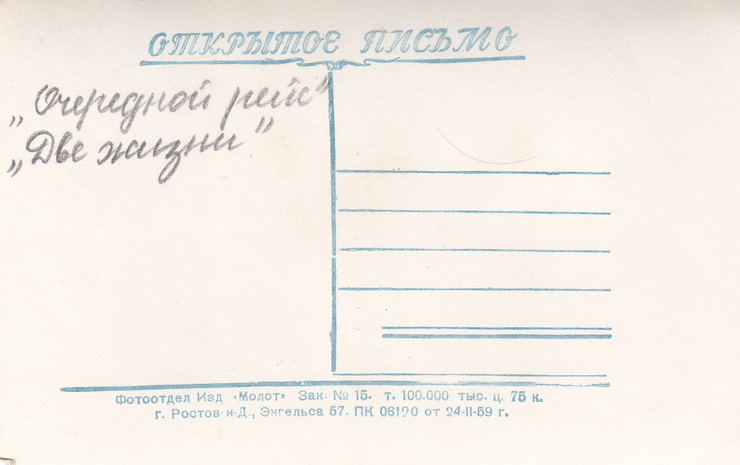 ОТКРЫТОЕ ПИСЬМО
„Очередной рейс"
„Две жизни"
Фотоотдел Изд «Молот» Зак. № 15. т. 100.000 тыс. ц. 75 к.
г. Ростов-н-Д., Энгельса 57. ПК 06120 от 24-II-59 г.